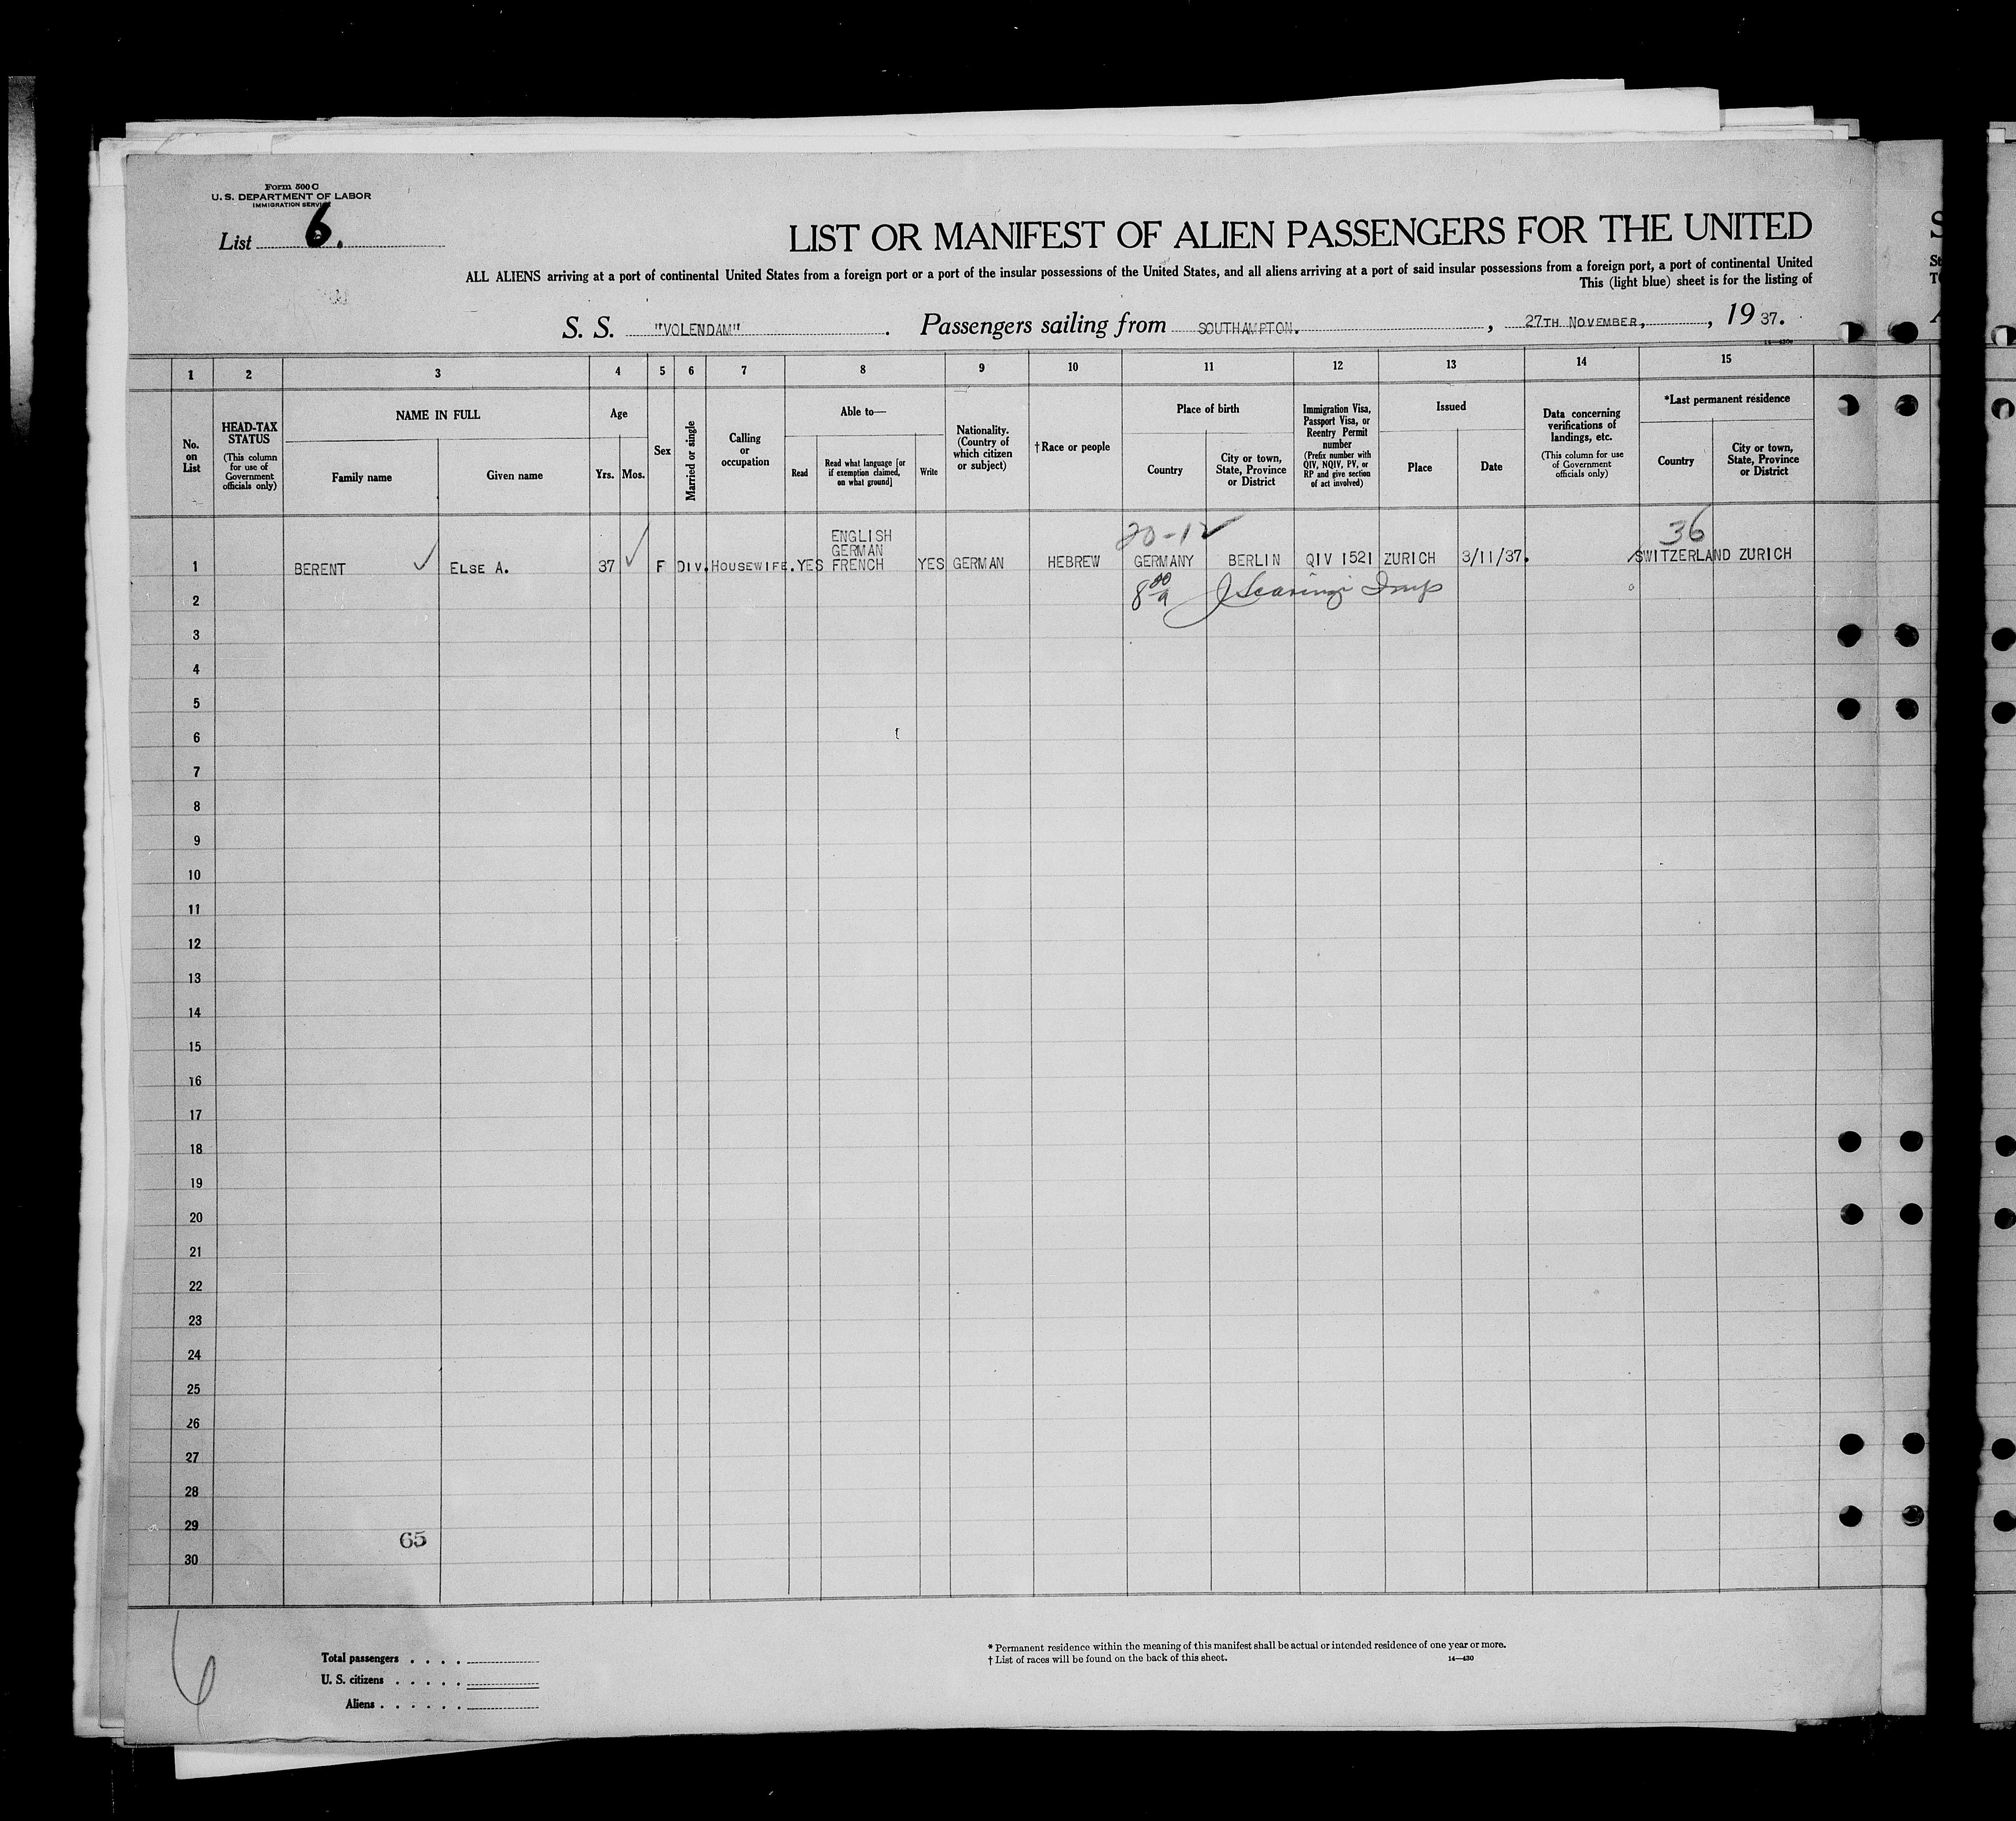 Form 500 C
U. S. DEPARTMENT OF LABOR
IMMIGRATION SERVICE
List 6.
LIST OR MANIFEST OF ALIEN PASSENGERS FOR THE UNITED
ALL ALIENS arriving at a port of continental United States from a foreign port or a port of the insular possessions of the United States, and all aliens arriving at a port of said insular possessions from a foreign port, a port of continental United
This (light blue) sheet is for the listing of
S. S. "VOLENDAM" . Passengers sailing from SOUTHAMPTON. , 27TH NOVEMBER, , 19 37.
1 2 3 4 5 6 7 8 9 10 11 12 13 14 15
No. on List
HEAD-TAX STATUS
(This column for use of Government officials only)
NAME IN FULL
Family name
Given name
Age
Yrs. Mos.
Sex
Married or single
Calling or occupation
Able to—
Read
Read what language [or if exemption claimed, on what ground]
Write
Nationality. (Country of which citizen or subject)
† Race or people
Place of birth
Country
City or town, State, Province or District
Immigration Visa, Passport Visa, or Reentry Permit number
(Prefix number with QIV, NQIV, PV, or RP and give section of act involved)
Issued
Place
Date
Data concerning verifications of landings, etc.
(This column for use of Government officials only)
*Last permanent residence
Country
City or town, State, Province or District
20-12 36
ENGLISH
GERMAN
1 BERENT ELSE A. 37 F DIV. HOUSEWIFE. YES FRENCH YES GERMAN HEBREW GERMANY BERLIN QIV 1521 ZURICH 3/11/37. SWITZERLAND ZURICH
2
3
4
5
6
7
8
9
10
11
12
13
14
15
16
17
18
19
20
21
22
23
24
25
26
27
28
29
65
30
6
Total passengers
U. S. citizens
Aliens
* Permanent residence within the meaning of this manifest shall be actual or intended residence of one year or more.
† List of races will be found on the back of this sheet.
14—430